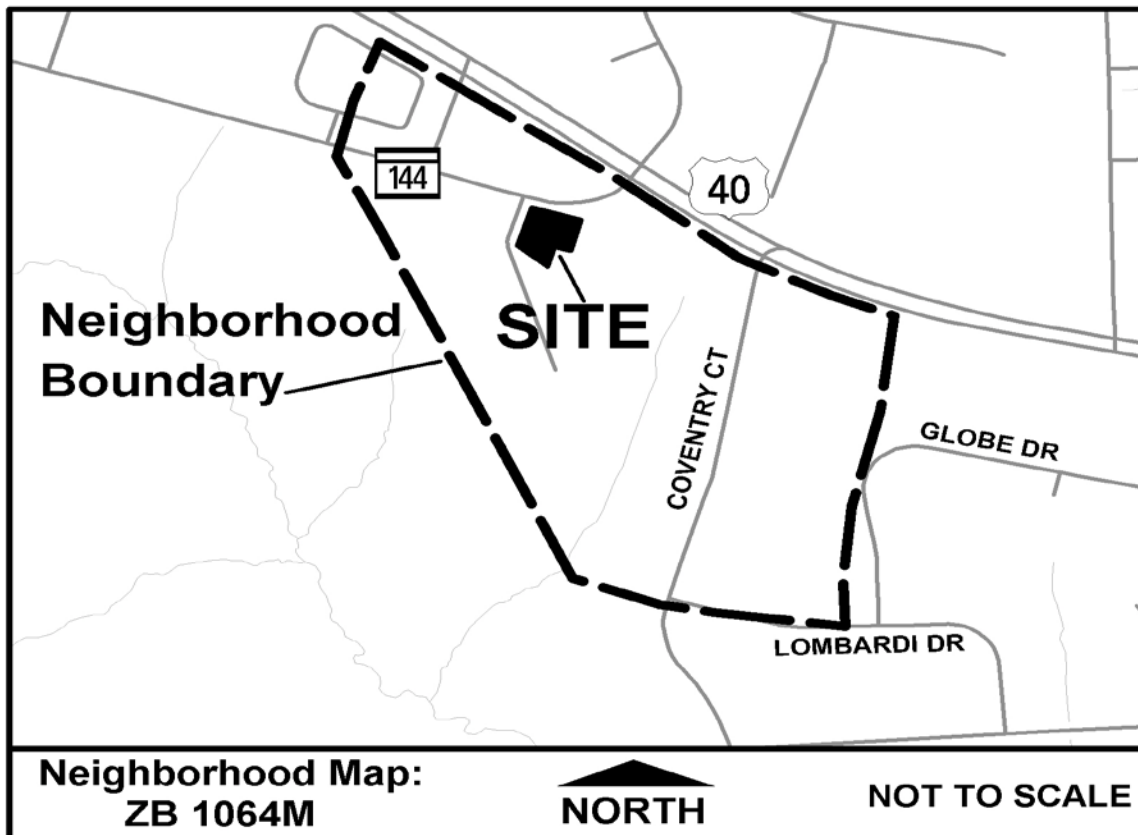 144
40
Neighborhood
Boundary
SITE
COVENTRY CT
GLOBE DR
LOMBARDI DR
Neighborhood Map:
ZB 1064M
NORTH
NOT TO SCALE